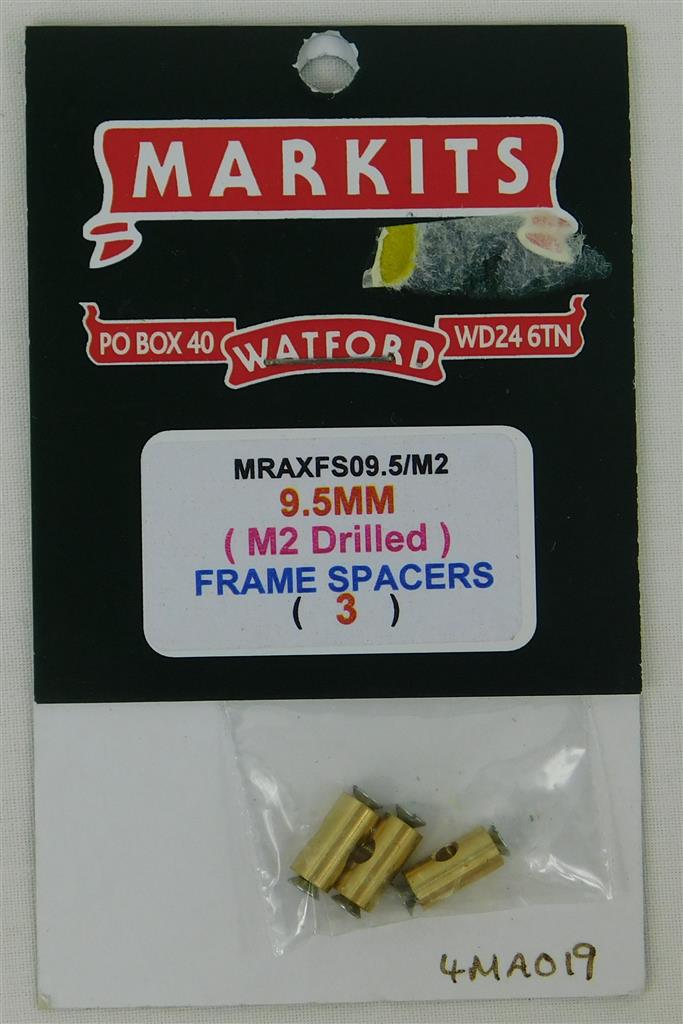 MARKITS
PO BOX 40 WATFORD WD24 6TN
MRAXFS09.5/M2
9.5MM
( M2 Drilled )
FRAME SPACERS
( 3 )
4MA019